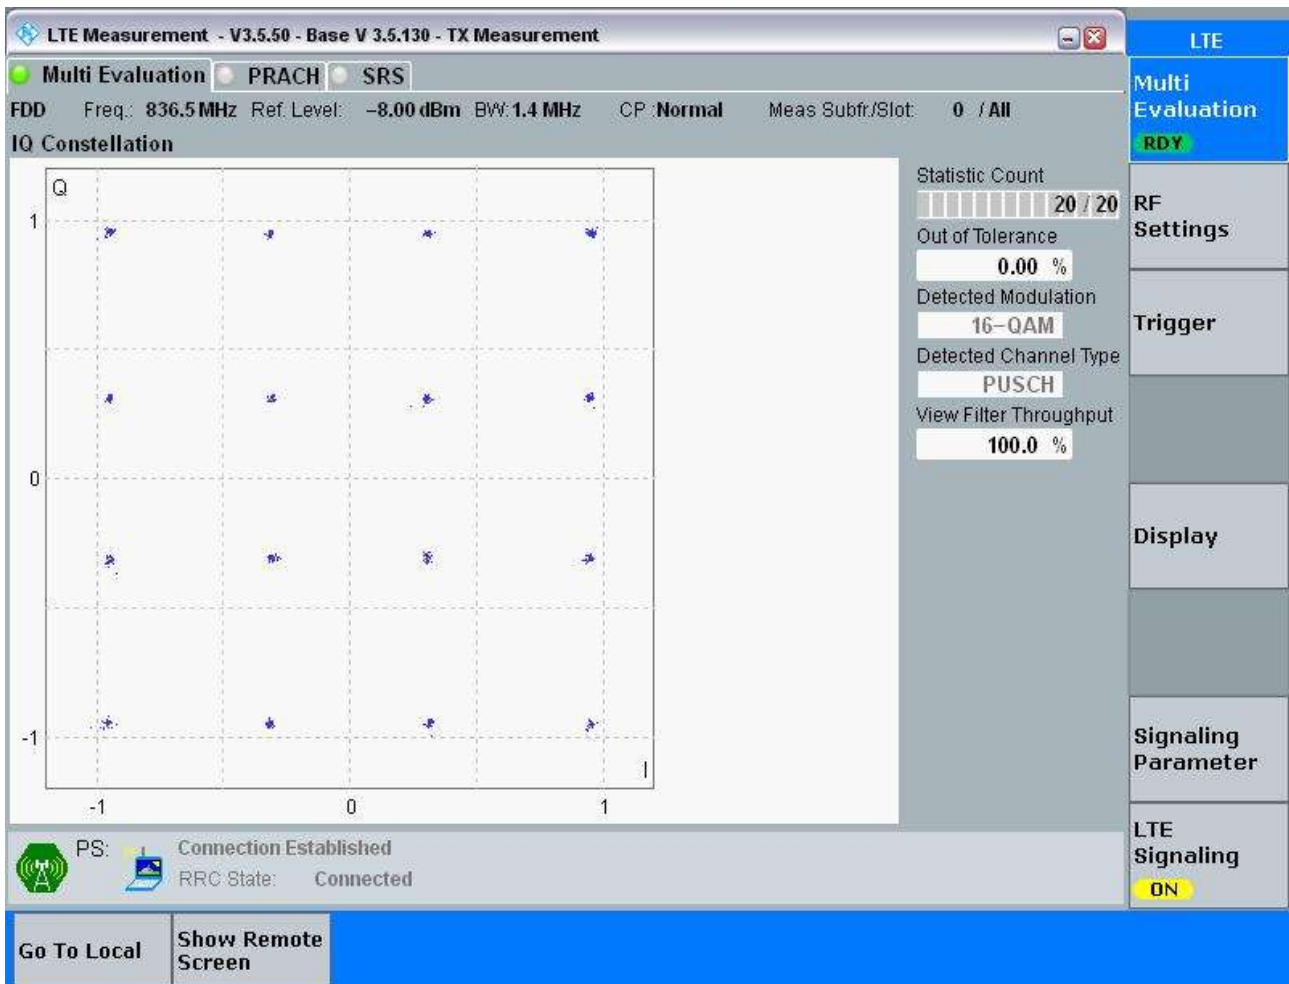 LTE Measurement - V3.5.50 - Base V 3.5.130 - TX Measurement
LTE
Multi Evaluation PRACH SRS
FDD Freq.: 836.5 MHz Ref. Level: -8.00 dBm BW: 1.4 MHz CP :Normal Meas Subfr./Slot: 0 / All
IQ Constellation
Q
1
0
-1
I
-1 0 1
Statistic Count
20 / 20
Out of Tolerance
0.00 %
Detected Modulation
16-QAM
Detected Channel Type
PUSCH
View Filter Throughput
100.0 %
Multi
Evaluation
RDY
RF
Settings
Trigger
Display
Signaling
Parameter
LTE
Signaling
ON
PS: Connection Established
RRC State: Connected
Go To Local
Show Remote
Screen